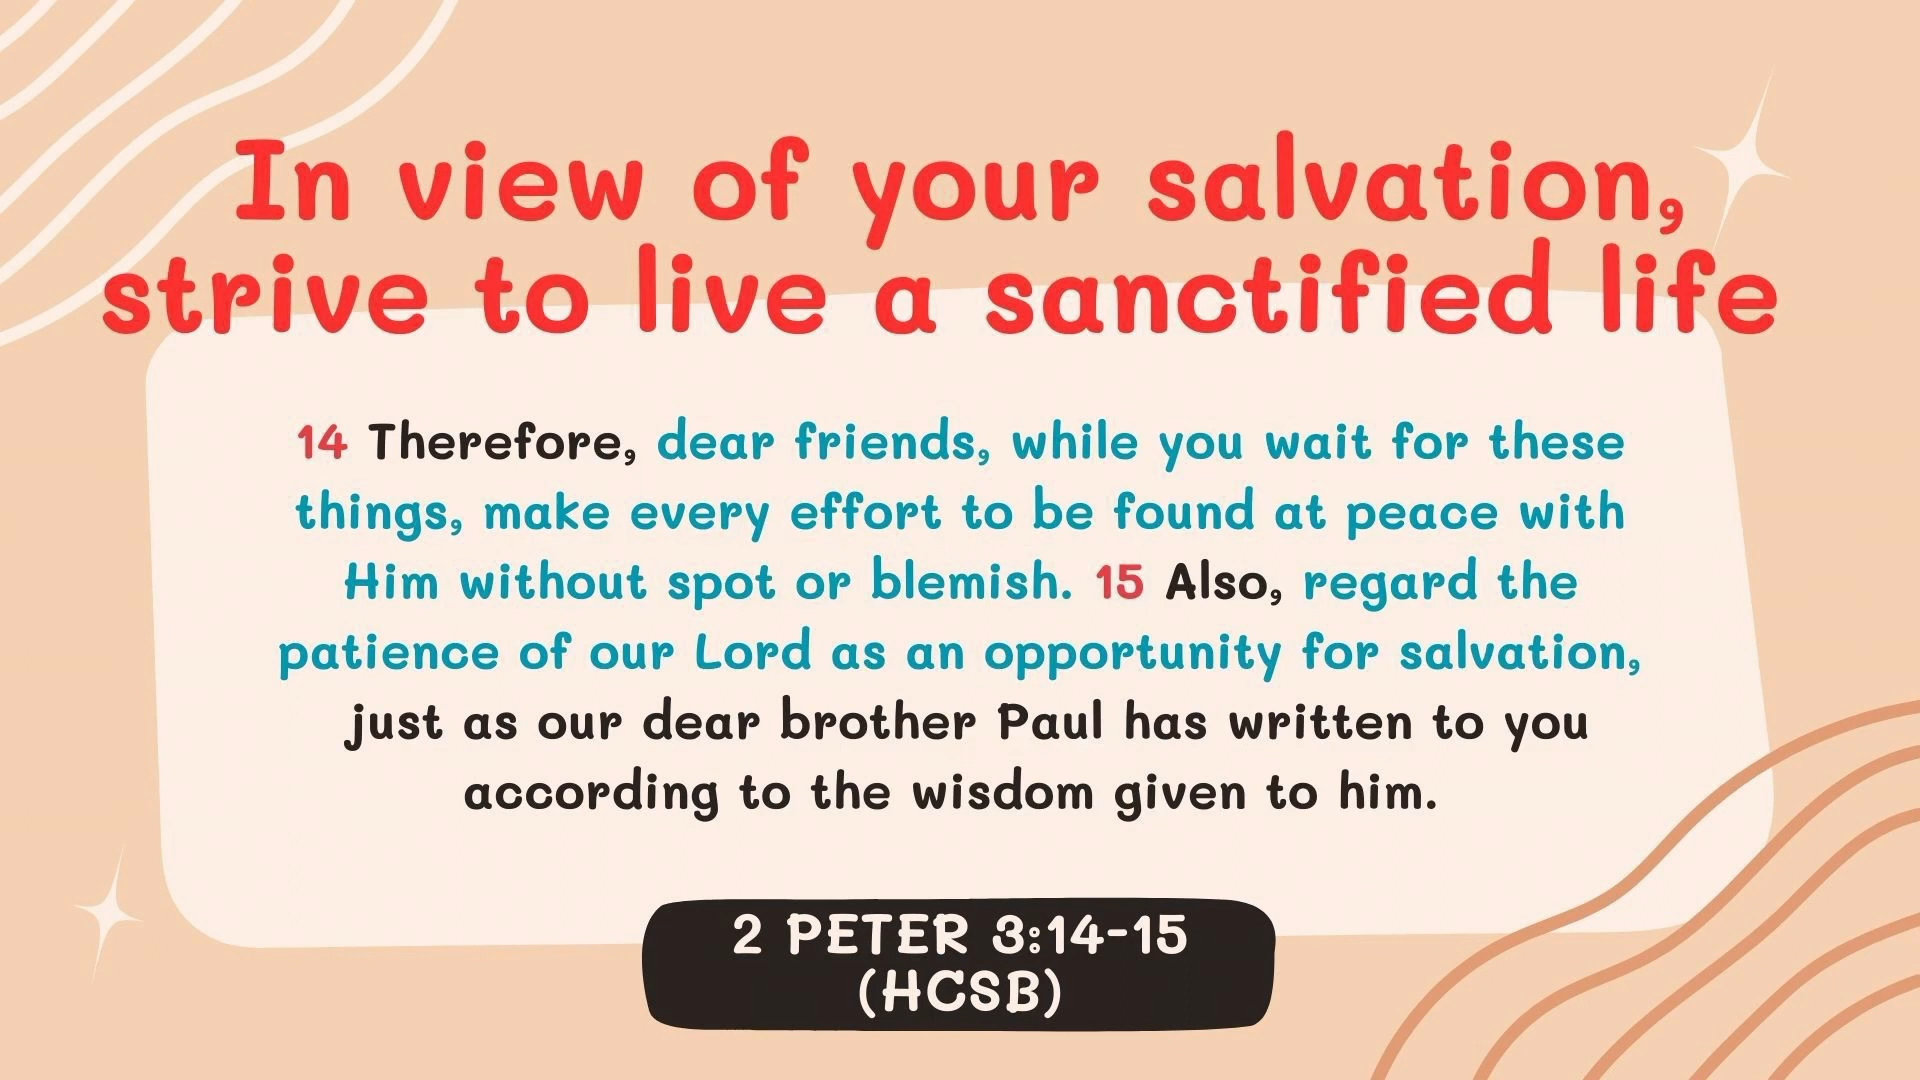 In view of your salvation,
strive to live a sanctified life
14 Therefore, dear friends, while you wait for these
things, make every effort to be found at peace with
Him without spot or blemish. 15 Also, regard the
patience of our Lord as an opportunity for salvation,
just as our dear brother Paul has written to you
according to the wisdom given to him.
2 PETER 3:14-15
(HCSB)